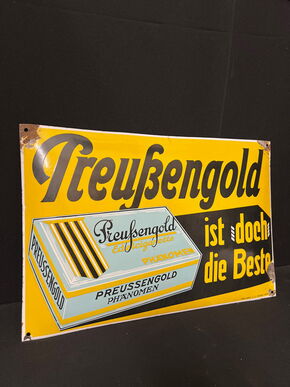 Preußengold
ist doch
die Beste
Preußengold
PHÄNOMEN
PREUSSENGOLD
PREUSSENGOLD
PHÄNOMEN